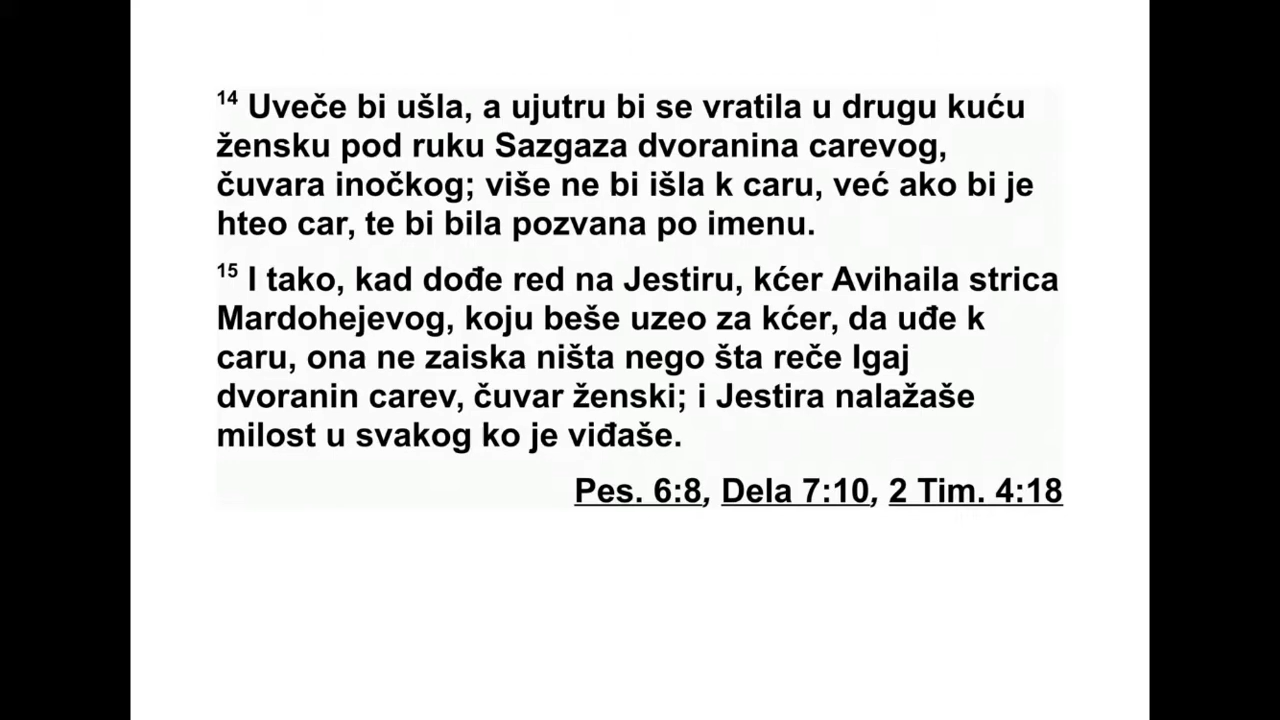 14 Uveče bi ušla, a ujutru bi se vratila u drugu kuću
žensku pod ruku Sazgaza dvoranina carevog,
čuvara inočkog; više ne bi išla k caru, već ako bi je
hteo car, te bi bila pozvana po imenu.
15 I tako, kad dođe red na Jestiru, kćer Avihaila strica
Mardohejevog, koju beše uzeo za kćer, da uđe k
caru, ona ne zaiska ništa nego šta reče Igaj
dvoranin carev, čuvar ženski; i Jestira nalažaše
milost u svakog ko je viđaše.
Pes. 6:8, Dela 7:10, 2 Tim. 4:18